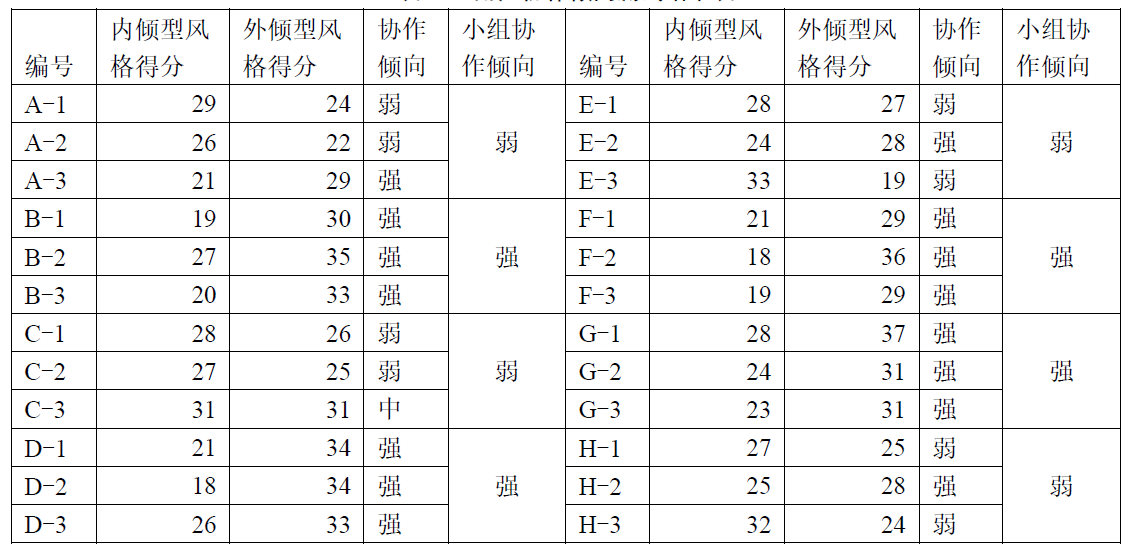 编号 内倾型风格得分 外倾型风格得分 协作倾向 小组协作倾向 编号 内倾型风格得分 外倾型风格得分 协作倾向 小组协作倾向
A-1 29 24 弱 弱 E-1 28 27 弱 弱
A-2 26 22 弱 E-2 24 28 强
A-3 21 29 强 E-3 33 19 弱
B-1 19 30 强 强 F-1 21 29 强 强
B-2 27 35 强 F-2 18 36 强
B-3 20 33 强 F-3 19 29 强
C-1 28 26 弱 弱 G-1 28 37 强 强
C-2 27 25 弱 G-2 24 31 强
C-3 31 31 中 G-3 23 31 强
D-1 21 34 强 强 H-1 27 25 弱 弱
D-2 18 34 强 H-2 25 28 强
D-3 26 33 强 H-3 32 24 弱